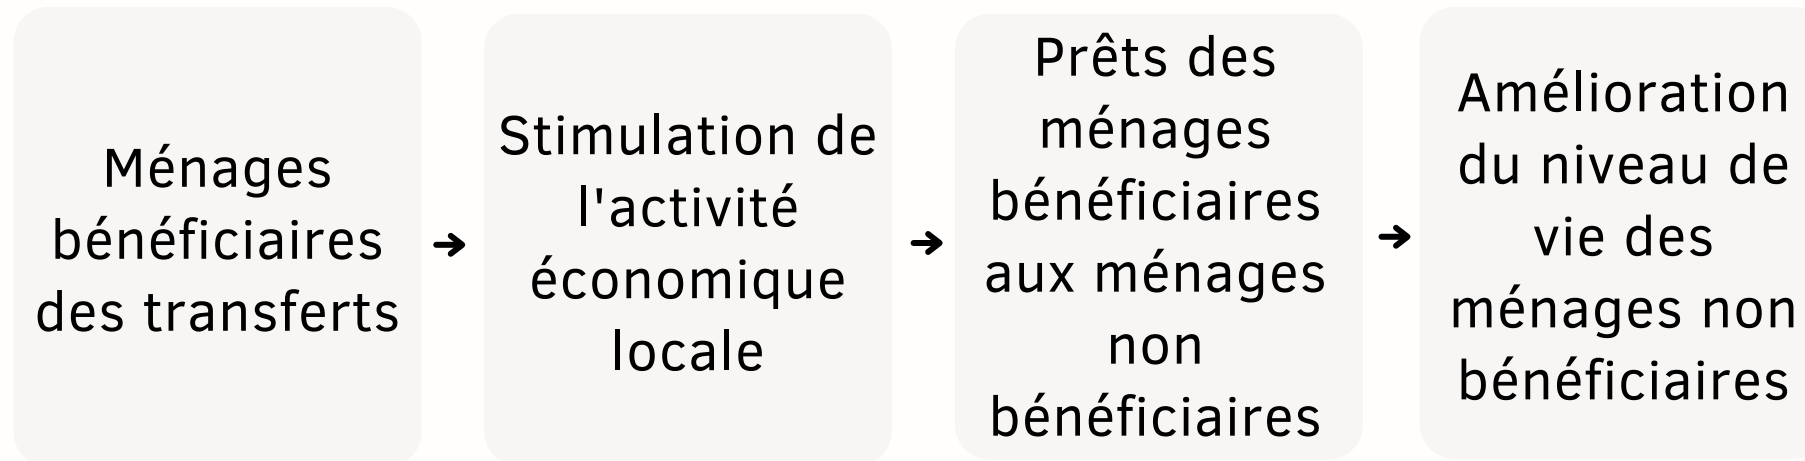 Ménages
bénéficiaires
des transferts
Stimulation de
l'activité
économique
locale
Prêts des
ménages
bénéficiaires
aux ménages
non
bénéficiaires
Amélioration
du niveau de
vie des
ménages non
bénéficiaires